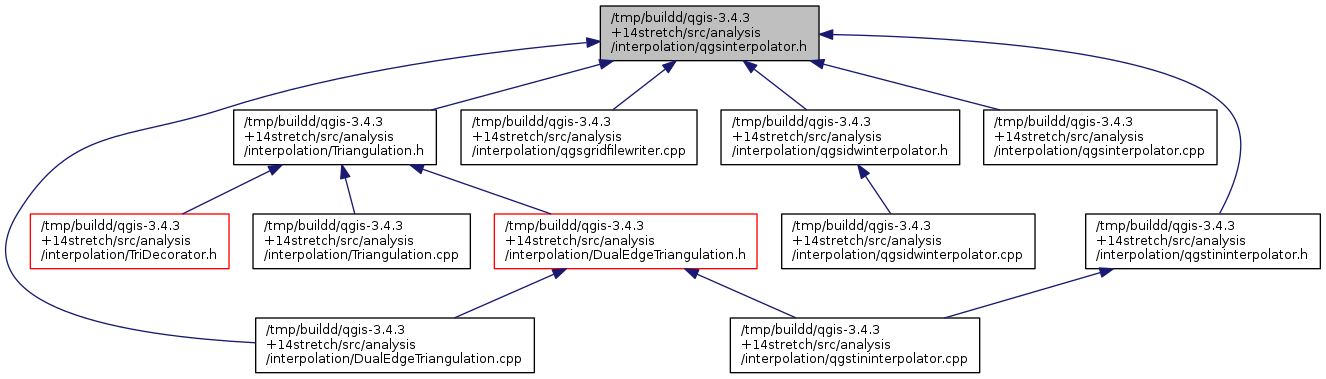 /tmp/buildd/qgis-3.4.3
+14stretch/src/analysis
/interpolation/qgsinterpolator.h
/tmp/buildd/qgis-3.4.3
+14stretch/src/analysis
/interpolation/Triangulation.h
/tmp/buildd/qgis-3.4.3
+14stretch/src/analysis
/interpolation/qgsgridfilewriter.cpp
/tmp/buildd/qgis-3.4.3
+14stretch/src/analysis
/interpolation/qgsidwinterpolator.h
/tmp/buildd/qgis-3.4.3
+14stretch/src/analysis
/interpolation/qgsinterpolator.cpp
/tmp/buildd/qgis-3.4.3
+14stretch/src/analysis
/interpolation/TriDecorator.h
/tmp/buildd/qgis-3.4.3
+14stretch/src/analysis
/interpolation/Triangulation.cpp
/tmp/buildd/qgis-3.4.3
+14stretch/src/analysis
/interpolation/DualEdgeTriangulation.h
/tmp/buildd/qgis-3.4.3
+14stretch/src/analysis
/interpolation/qgsidwinterpolator.cpp
/tmp/buildd/qgis-3.4.3
+14stretch/src/analysis
/interpolation/qgstininterpolator.h
/tmp/buildd/qgis-3.4.3
+14stretch/src/analysis
/interpolation/DualEdgeTriangulation.cpp
/tmp/buildd/qgis-3.4.3
+14stretch/src/analysis
/interpolation/qgstininterpolator.cpp